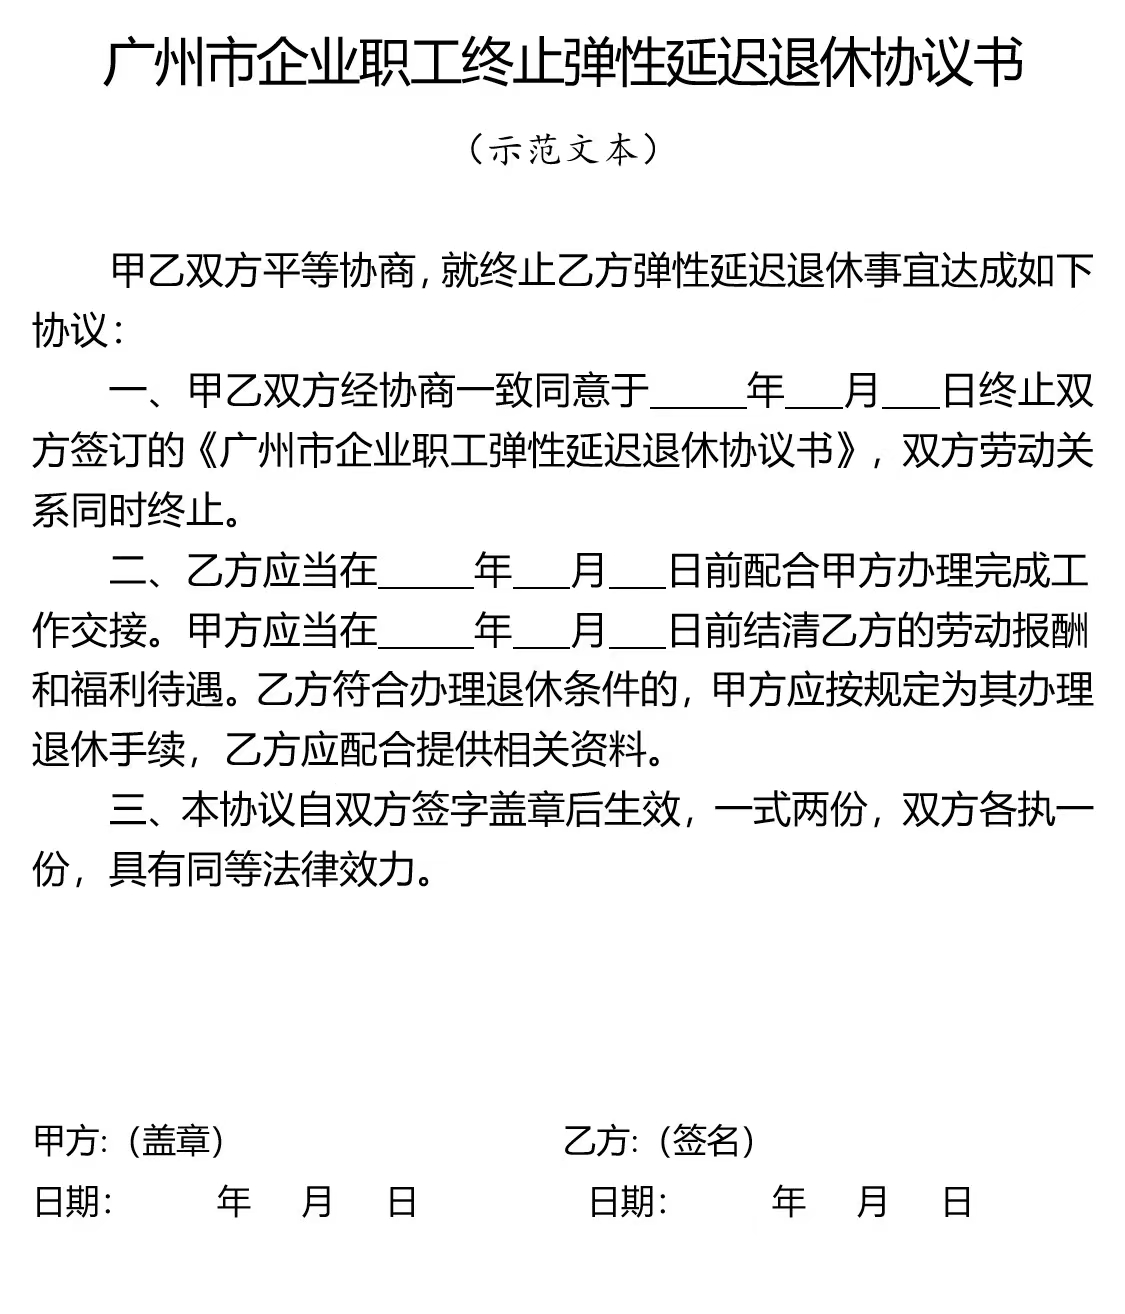 广州市企业职工终止弹性延迟退休协议书
（示范文本）
甲乙双方平等协商，就终止乙方弹性延迟退休事宜达成如下
协议：
一、甲乙双方经协商一致同意于_____年___月___日终止双
方签订的《广州市企业职工弹性延迟退休协议书》，双方劳动关
系同时终止。
二、乙方应当在_____年___月___日前配合甲方办理完成工
作交接。甲方应当在_____年___月___日前结清乙方的劳动报酬
和福利待遇。乙方符合办理退休条件的，甲方应按规定为其办理
退休手续，乙方应配合提供相关资料。
三、本协议自双方签字盖章后生效，一式两份，双方各执一
份，具有同等法律效力。
甲方:（盖章） 乙方:（签名）
日期： 年 月 日 日期： 年 月 日